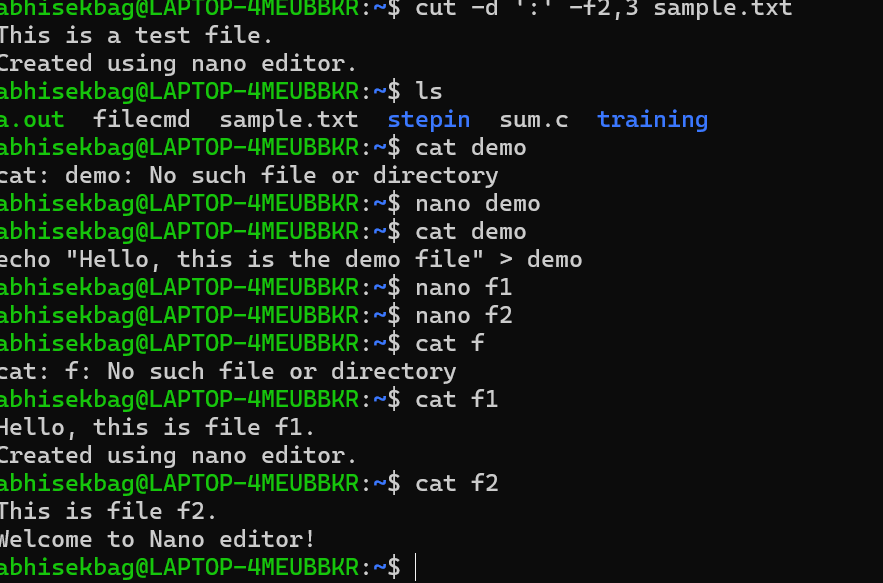 abhisekbag@LAPTOP-4MEUBBKR:~$ cut -d ':' -f2,3 sample.txt
This is a test file.
Created using nano editor.
abhisekbag@LAPTOP-4MEUBBKR:~$ ls
a.out  filecmd  sample.txt  stepin  sum.c  training
abhisekbag@LAPTOP-4MEUBBKR:~$ cat demo
cat: demo: No such file or directory
abhisekbag@LAPTOP-4MEUBBKR:~$ nano demo
abhisekbag@LAPTOP-4MEUBBKR:~$ cat demo
echo "Hello, this is the demo file" > demo
abhisekbag@LAPTOP-4MEUBBKR:~$ nano f1
abhisekbag@LAPTOP-4MEUBBKR:~$ nano f2
abhisekbag@LAPTOP-4MEUBBKR:~$ cat f
cat: f: No such file or directory
abhisekbag@LAPTOP-4MEUBBKR:~$ cat f1
Hello, this is file f1.
Created using nano editor.
abhisekbag@LAPTOP-4MEUBBKR:~$ cat f2
This is file f2.
Welcome to Nano editor!
abhisekbag@LAPTOP-4MEUBBKR:~$